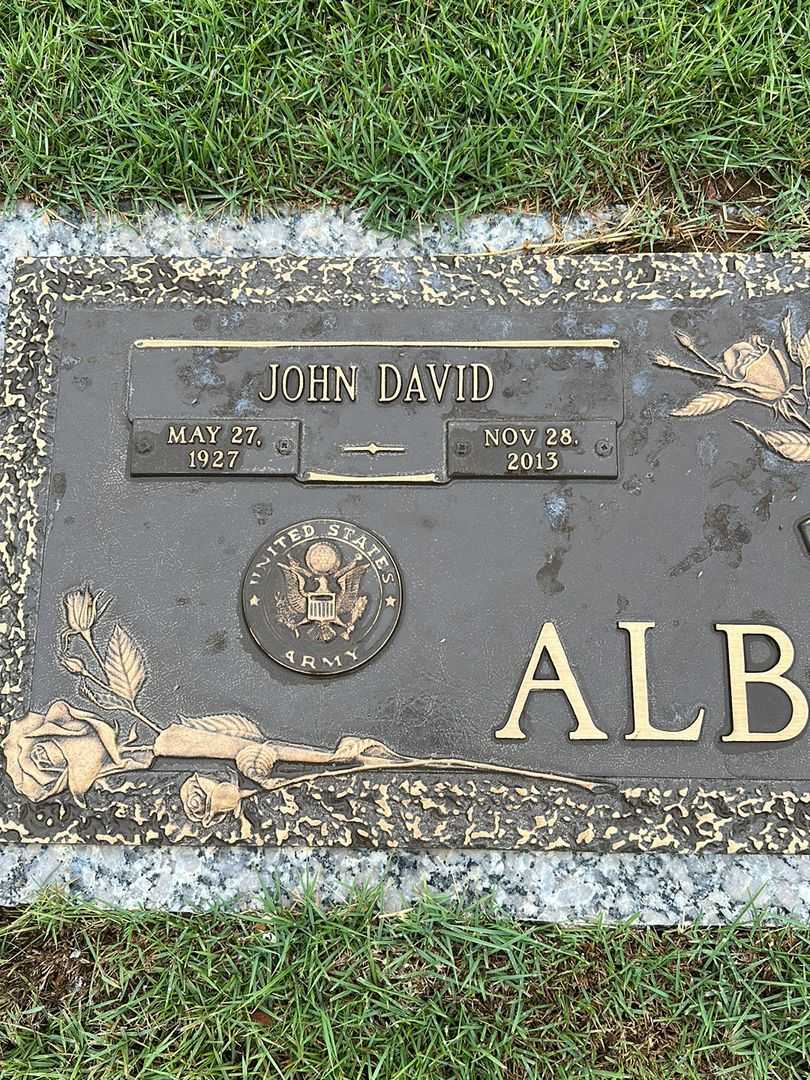 JOHN DAVID
MAY 27,
1927
NOV 28,
2013
UNITED STATES
ARMY
ALB